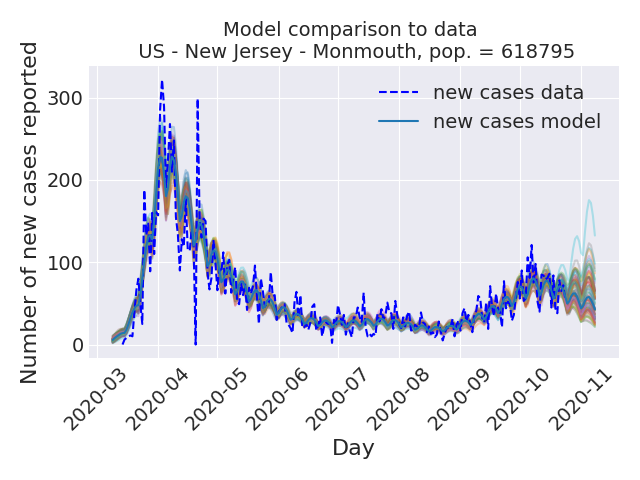 Model comparison to data
US - New Jersey - Monmouth, pop. = 618795
Number of new cases reported
300
200
100
0
new cases data
new cases model
2020-03
2020-04
2020-05
2020-06
2020-07
2020-08
2020-09
2020-10
2020-11
Day